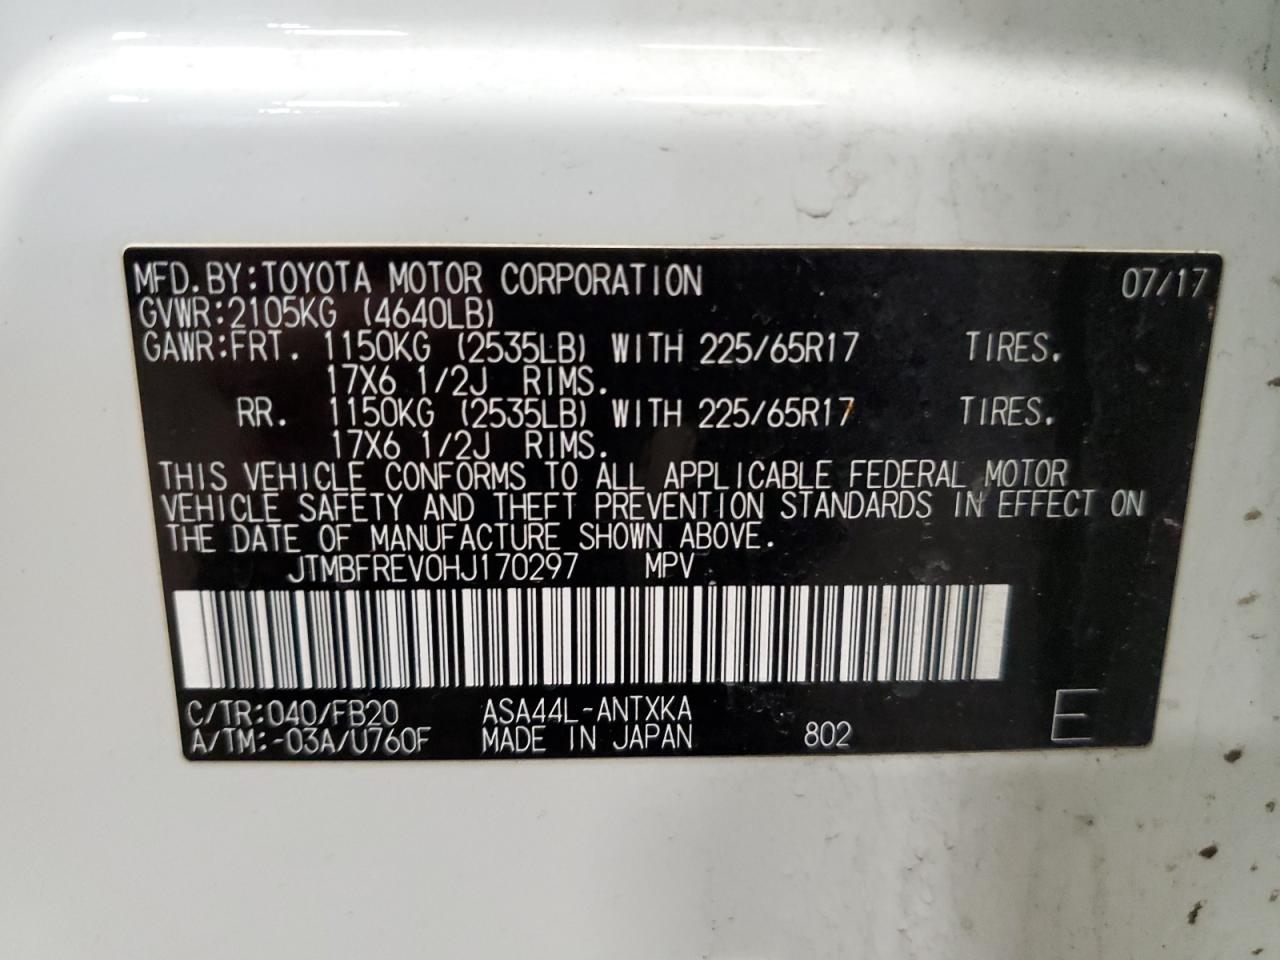 MFD. BY: TOYOTA MOTOR CORPORATION 07/17
GVWR: 2105KG (4640LB)
GAWR: FRT. 1150KG (2535LB) WITH 225/65R17 TIRES.
17X6 1/2J RIMS.
RR. 1150KG (2535LB) WITH 225/65R17 TIRES.
17X6 1/2J RIMS.
THIS VEHICLE CONFORMS TO ALL APPLICABLE FEDERAL MOTOR
VEHICLE SAFETY AND THEFT PREVENTION STANDARDS IN EFFECT ON
THE DATE OF MANUFACTURE SHOWN ABOVE.
JTMBFREV0HJ170297 MPV
C/TR: 040/FB20 ASA44L-ANTXKA E
A/TM: -03A/U760F MADE IN JAPAN 802